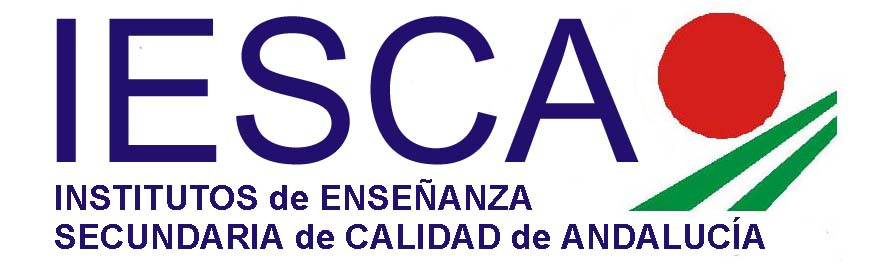 IESCA
INSTITUTOS de ENSEÑANZA
SECUNDARIA de CALIDAD de ANDALUCÍA